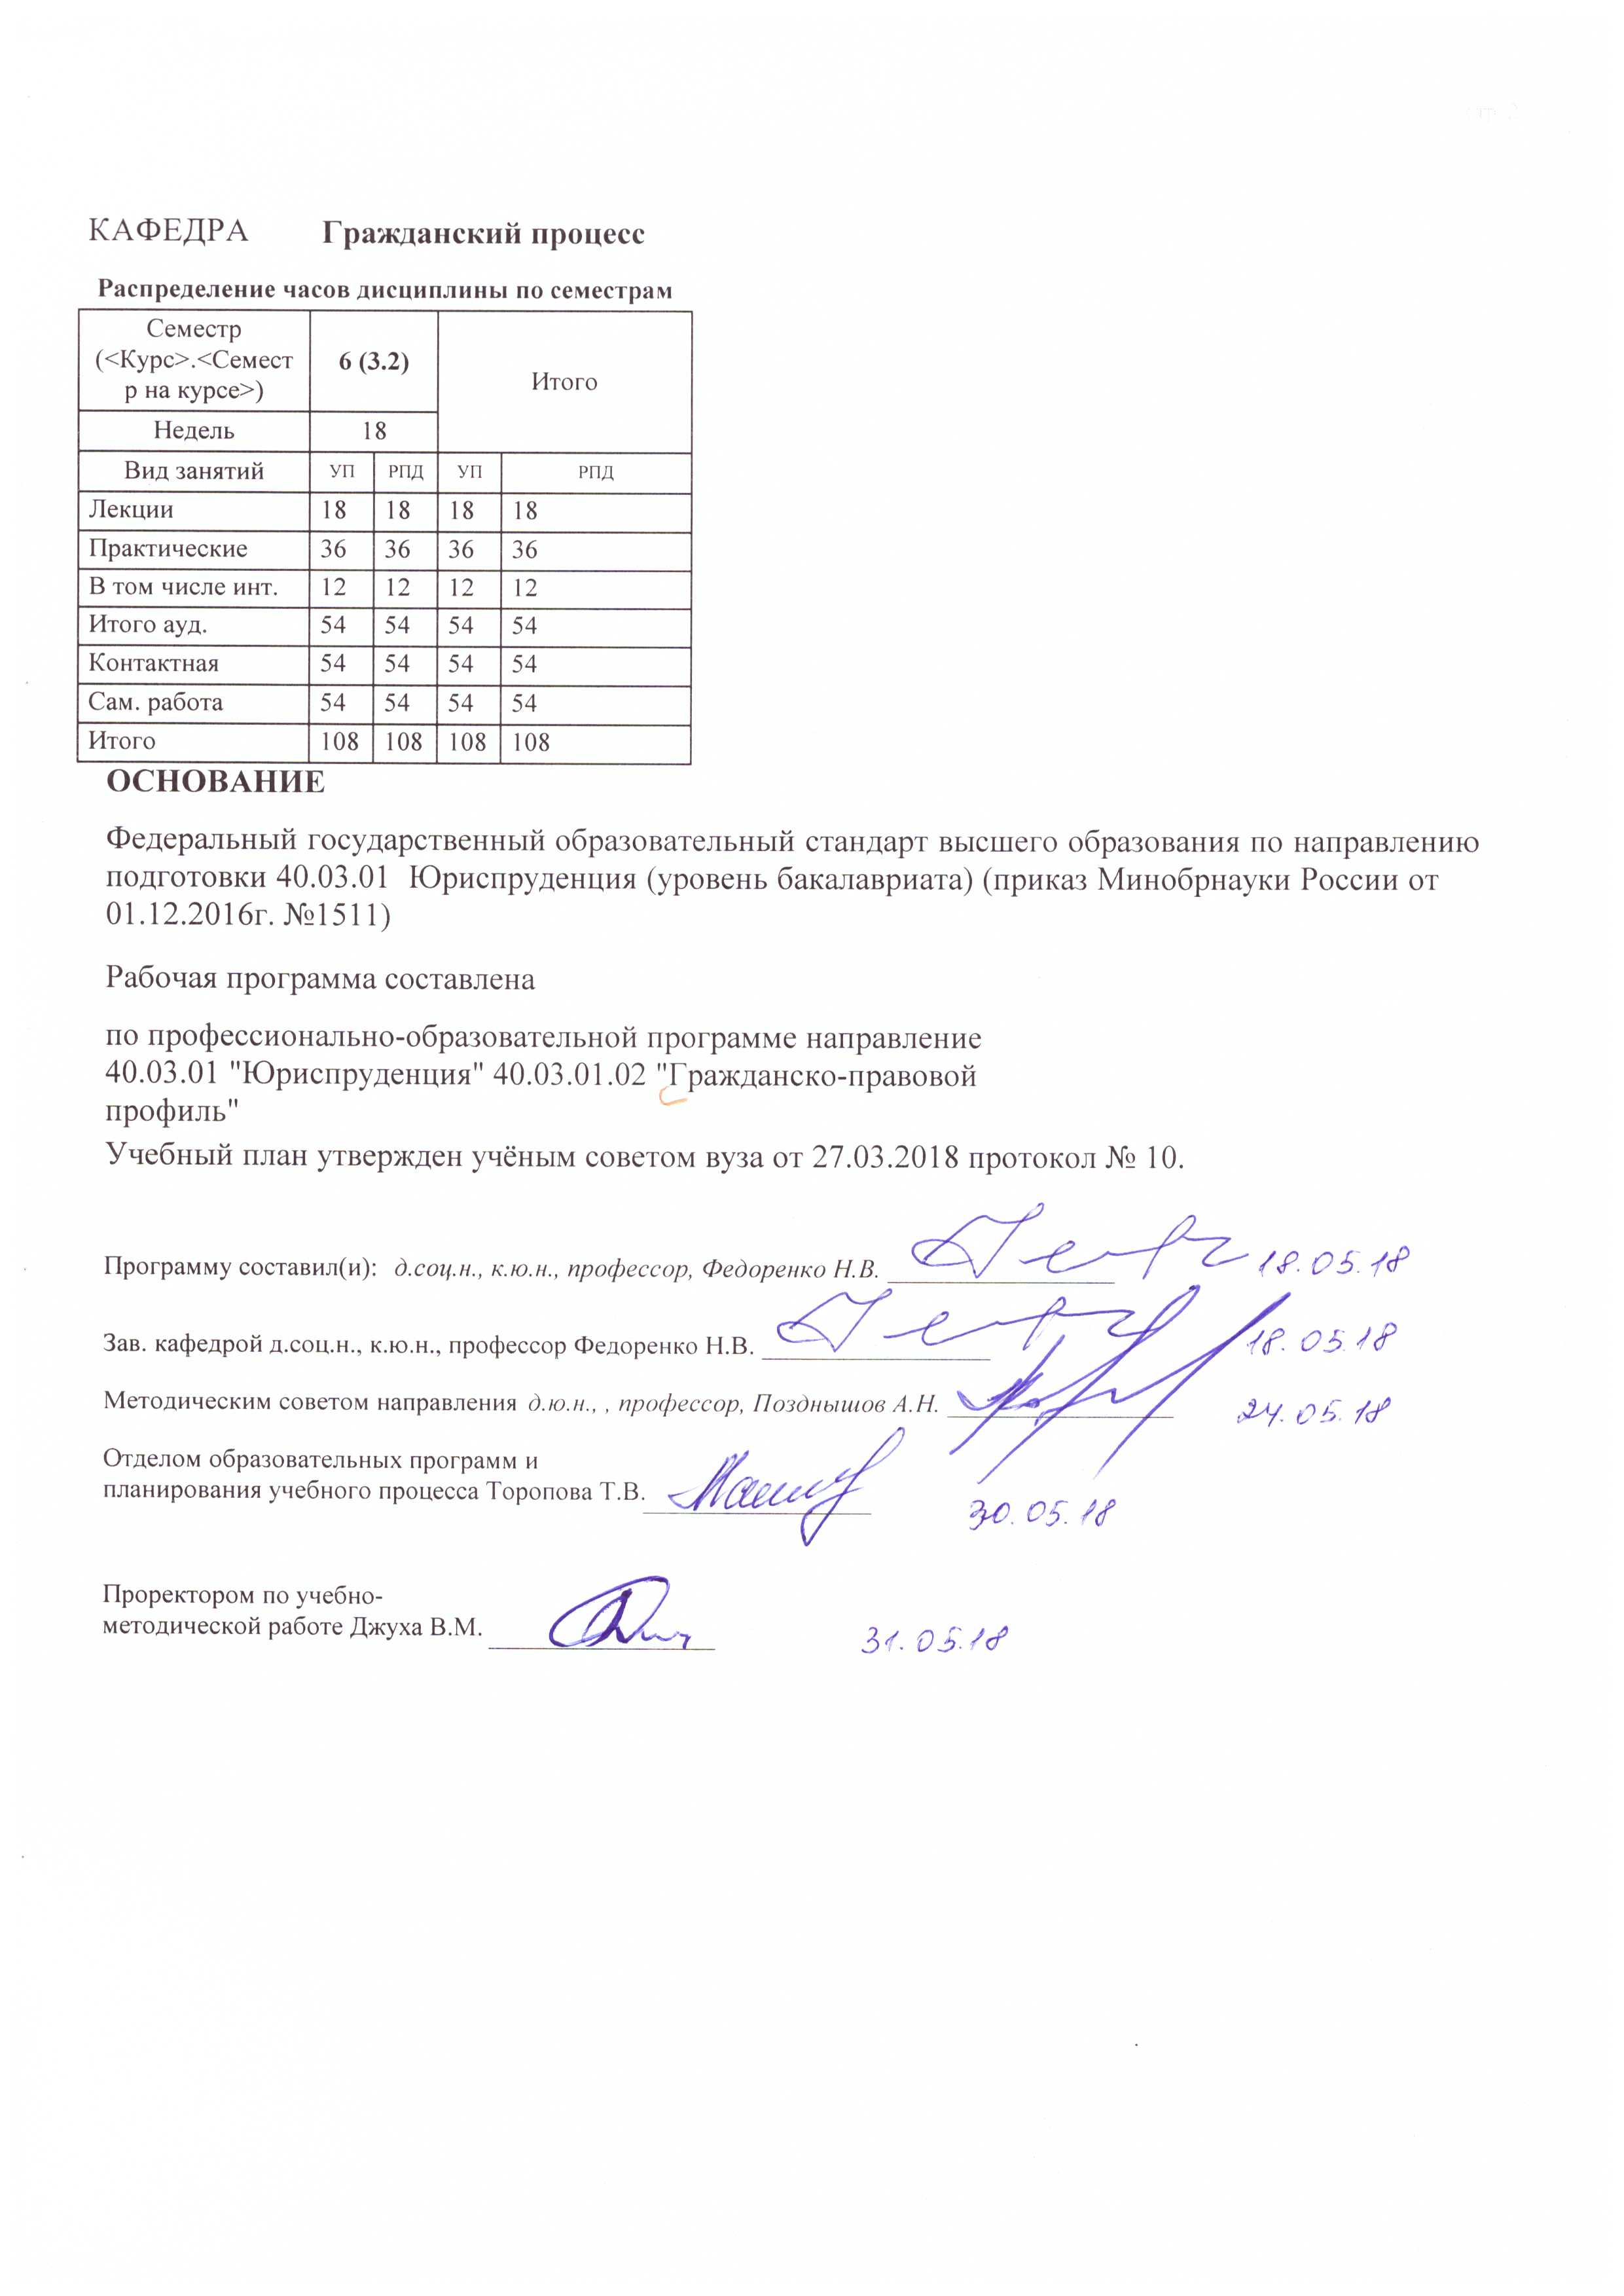 КАФЕДРА Гражданский процесс
Распределение часов дисциплины по семестрам
Семестр
(<Курс>.<Семест
р на курсе>) 6 (3.2) Итого
Недель 18
Вид занятий УП РПД УП РПД
Лекции 18 18 18 18
Практические 36 36 36 36
В том числе инт. 12 12 12 12
Итого ауд. 54 54 54 54
Контактная 54 54 54 54
Сам. работа 54 54 54 54
Итого 108 108 108 108
ОСНОВАНИЕ
Федеральный государственный образовательный стандарт высшего образования по направлению
подготовки 40.03.01 Юриспруденция (уровень бакалавриата) (приказ Минобрнауки России от
01.12.2016г. №1511)
Рабочая программа составлена
по профессионально-образовательной программе направление
40.03.01 "Юриспруденция" 40.03.01.02 "Гражданско-правовой
профиль"
Учебный план утвержден учёным советом вуза от 27.03.2018 протокол № 10.
Программу составил(и): д.соц.н., к.ю.н., профессор, Федоренко Н.В. 18.05.18
Зав. кафедрой д.соц.н., к.ю.н., профессор Федоренко Н.В. 18.05.18
Методическим советом направления д.ю.н., , профессор, Позднышов А.Н. 24.05.18
Отделом образовательных программ и
планирования учебного процесса Торопова Т.В. 30.05.18
Проректором по учебно-
методической работе Джуха В.М. 31.05.18